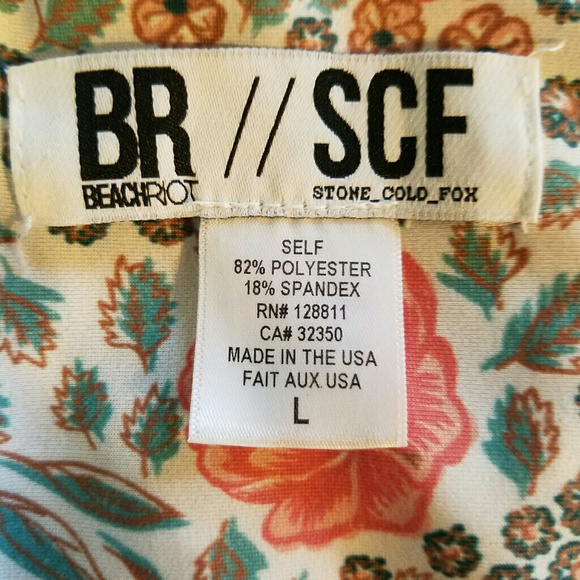 BR // SCF
BEACHRIOT STONE_COLD_FOX
SELF
82% POLYESTER
18% SPANDEX
RN# 128811
CA# 32350
MADE IN THE USA
FAIT AUX USA
L